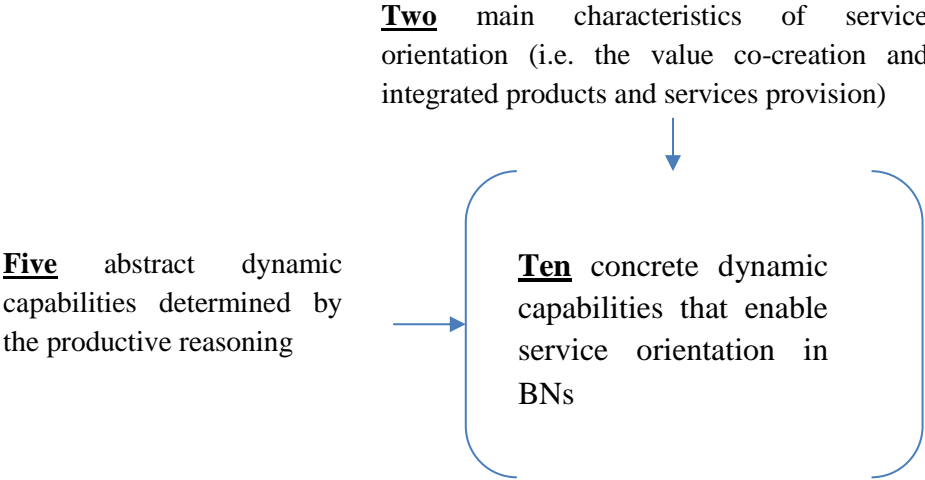 Two main characteristics of service
orientation (i.e. the value co-creation and
integrated products and services provision)
Five abstract dynamic
capabilities determined by
the productive reasoning
Ten concrete dynamic
capabilities that enable
service orientation in
BNs